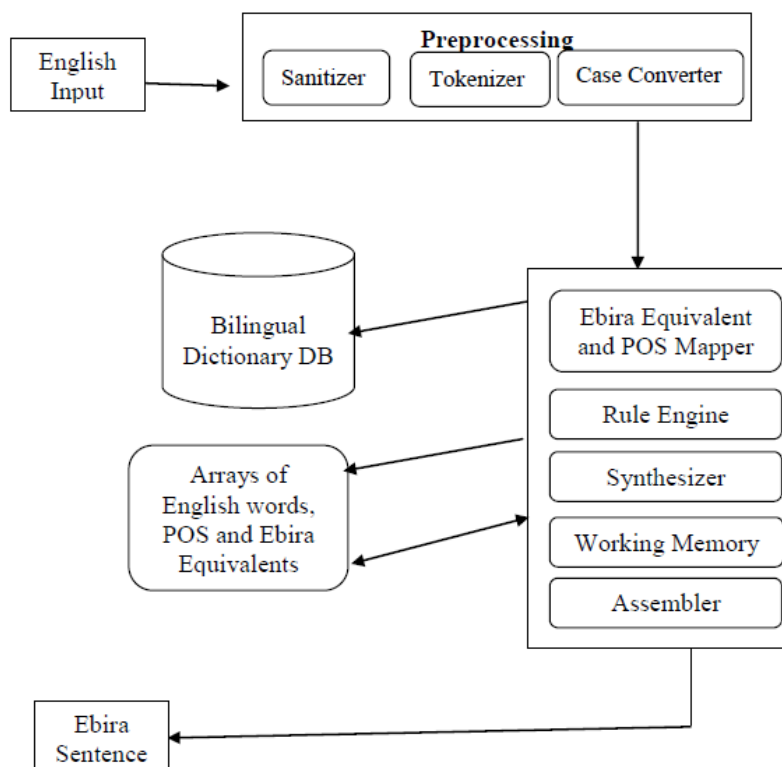 Preprocessing
English
Input
Sanitizer
Tokenizer
Case Converter
Bilingual
Dictionary DB
Ebira Equivalent
and POS Mapper
Rule Engine
Arrays of
English words,
POS and Ebira
Equivalents
Synthesizer
Working Memory
Assembler
Ebira
Sentence